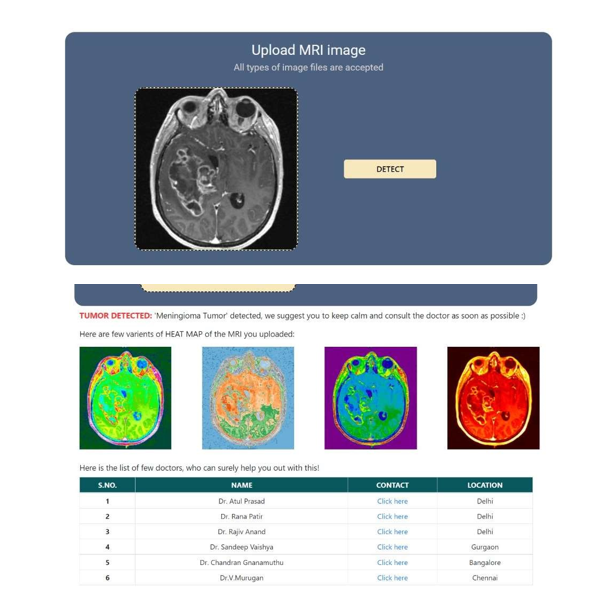 Upload MRI image
All types of image files are accepted
DETECT
TUMOR DETECTED: 'Meningioma Tumor' detected, we suggest you to keep calm and consult the doctor as soon as possible :)
Here are few varients of HEAT MAP of the MRI you uploaded:
Here is the list of few doctors, who can surely help you out with this!
S.NO. NAME CONTACT LOCATION
1 Dr. Atul Prasad Click here Delhi
2 Dr. Rana Patir Click here Delhi
3 Dr. Rajiv Anand Click here Delhi
4 Dr. Sandeep Vaishya Click here Gurgaon
5 Dr. Chandran Gnanamuthu Click here Bangalore
6 Dr.V.Murugan Click here Chennai